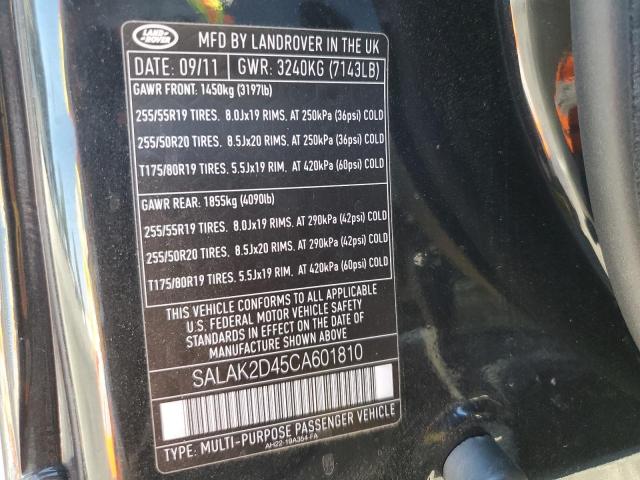 LAND ROVER
MFD BY LANDROVER IN THE UK
DATE: 09/11 GWR: 3240KG (7143LB)
GAWR FRONT: 1450kg (3197lb)
255/55R19 TIRES. 8.0Jx19 RIMS. AT 250kPa (36psi) COLD
255/50R20 TIRES. 8.5Jx20 RIMS. AT 250kPa (36psi) COLD
T175/80R19 TIRES. 5.5Jx19 RIM. AT 420kPa (60psi) COLD
GAWR REAR: 1855kg (4090lb)
255/55R19 TIRES. 8.0Jx19 RIMS. AT 290kPa (42psi) COLD
255/50R20 TIRES. 8.5Jx20 RIMS. AT 290kPa (42psi) COLD
T175/80R19 TIRES. 5.5Jx19 RIM. AT 420kPa (60psi) COLD
THIS VEHICLE CONFORMS TO ALL APPLICABLE
U.S. FEDERAL MOTOR VEHICLE SAFETY
STANDARDS IN EFFECT ON THE DATE OF
MANUFACTURE SHOWN ABOVE
SALAK2D45CA601810
TYPE: MULTI-PURPOSE PASSENGER VEHICLE
AH22-19A354-FA